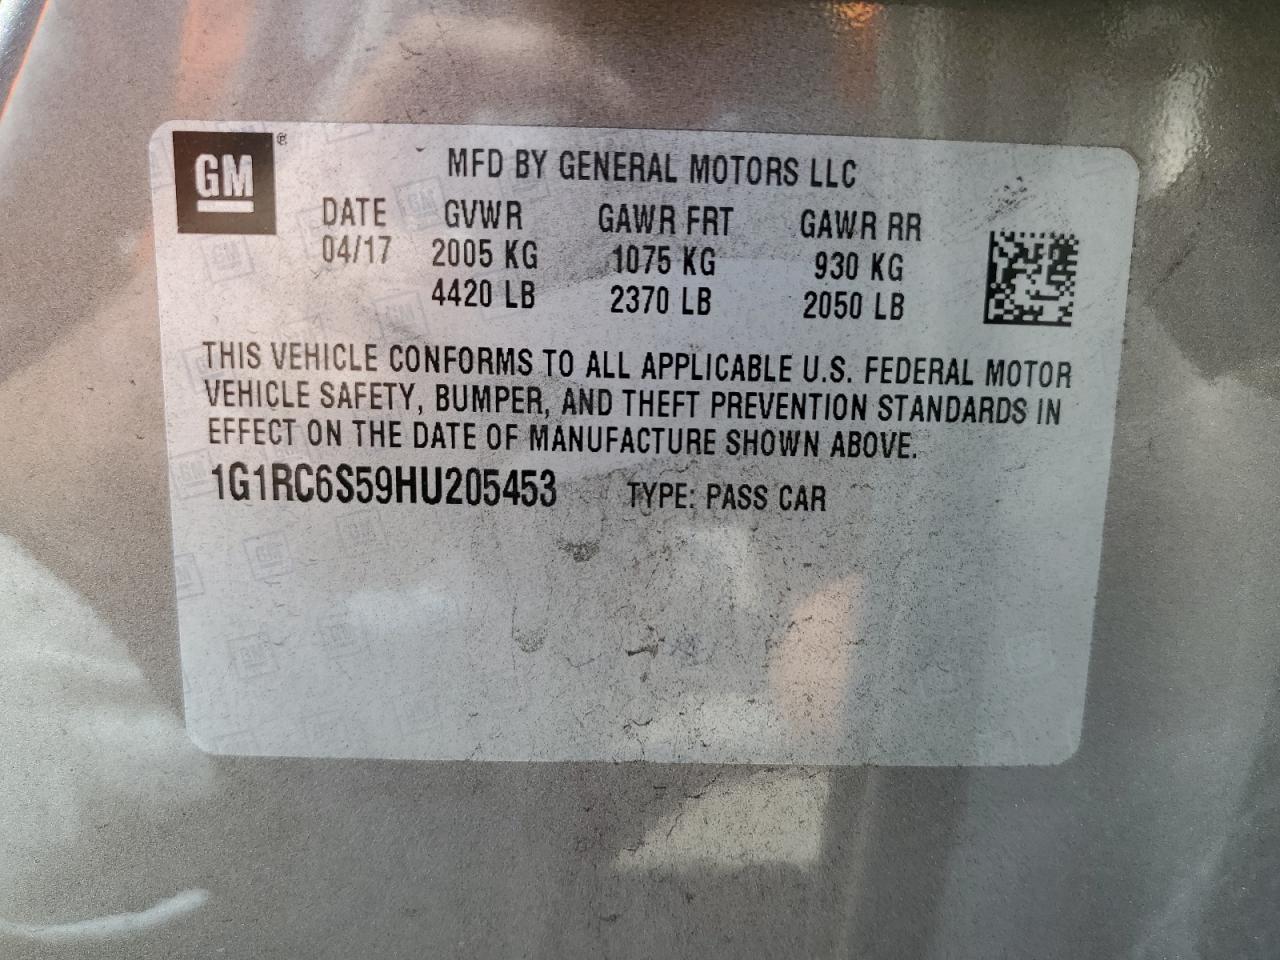 GM ®
MFD BY GENERAL MOTORS LLC
DATE GVWR GAWR FRT GAWR RR
04/17 2005 KG 1075 KG 930 KG
4420 LB 2370 LB 2050 LB
THIS VEHICLE CONFORMS TO ALL APPLICABLE U.S. FEDERAL MOTOR
VEHICLE SAFETY, BUMPER, AND THEFT PREVENTION STANDARDS IN
EFFECT ON THE DATE OF MANUFACTURE SHOWN ABOVE.
1G1RC6S59HU205453 TYPE: PASS CAR